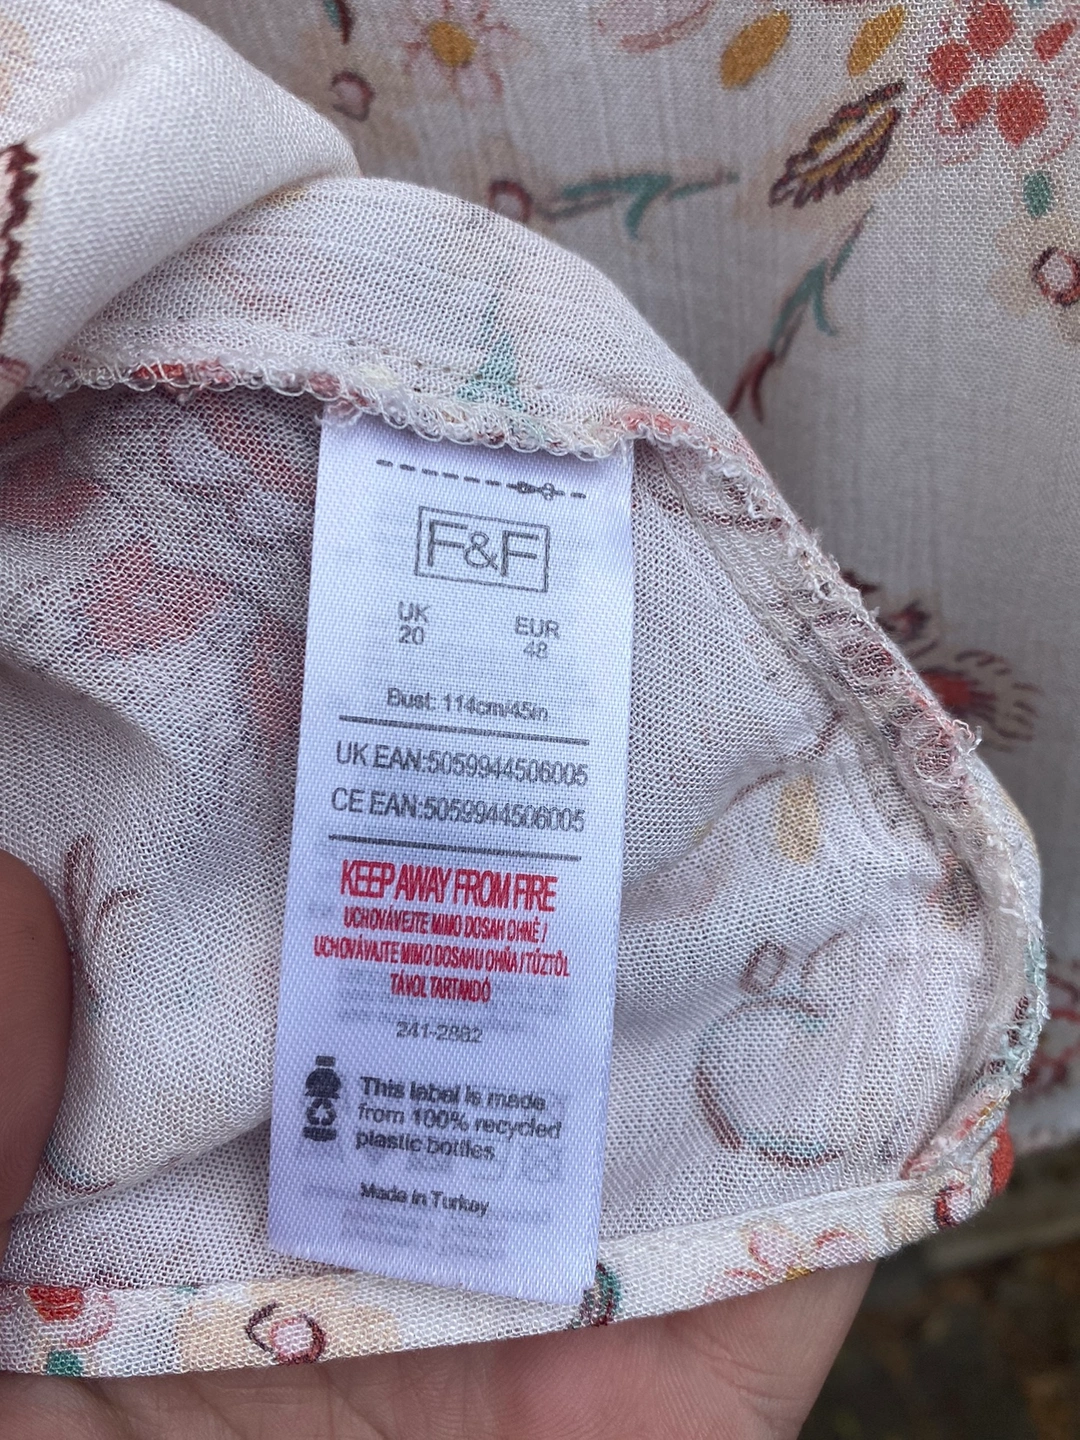 F&F
UK EUR
20 48
Bust: 114cm/45in
UK EAN:5059944506005
CE EAN:5059944506005
KEEP AWAY FROM FIRE
UCHOVÁVEJTE MIMO DOSAH OHNĚ /
UCHOVÁVAJTE MIMO DOSAHU OHŇA / TŰZTŐL
TÁVOL TARTANDÓ
241-2882
This label is made
from 100% recycled
plastic bottles
Made in Turkey